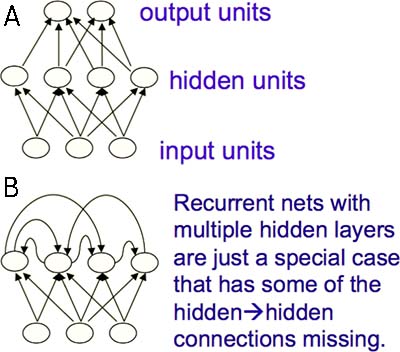 A
output units
hidden units
input units
B
Recurrent nets with
multiple hidden layers
are just a special case
that has some of the
hidden→hidden
connections missing.